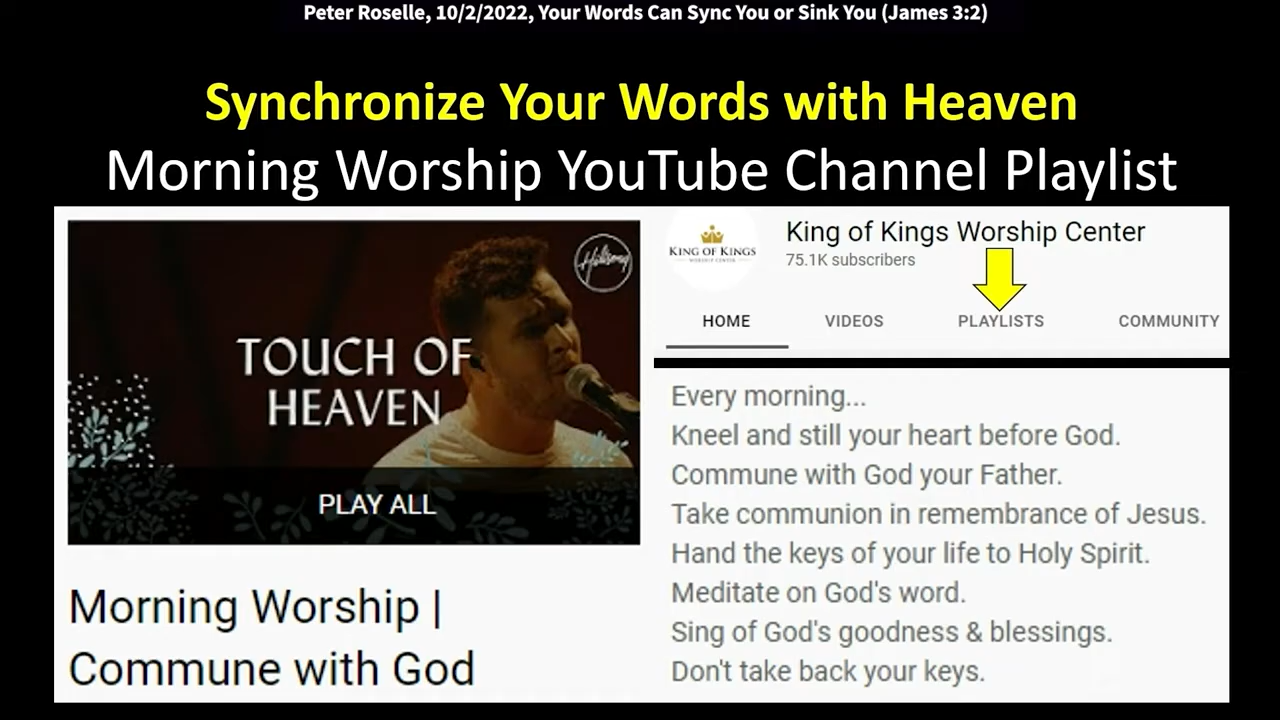 Peter Roselle, 10/2/2022, Your Words Can Sync You or Sink You (James 3:2)
Synchronize Your Words with Heaven
Morning Worship YouTube Channel Playlist
Hillsong
TOUCH OF
HEAVEN
PLAY ALL
Morning Worship |
Commune with God
KING OF KINGS
WORSHIP CENTER
King of Kings Worship Center
75.1K subscribers
HOME VIDEOS PLAYLISTS COMMUNITY
Every morning...
Kneel and still your heart before God.
Commune with God your Father.
Take communion in remembrance of Jesus.
Hand the keys of your life to Holy Spirit.
Meditate on God's word.
Sing of God's goodness & blessings.
Don't take back your keys.